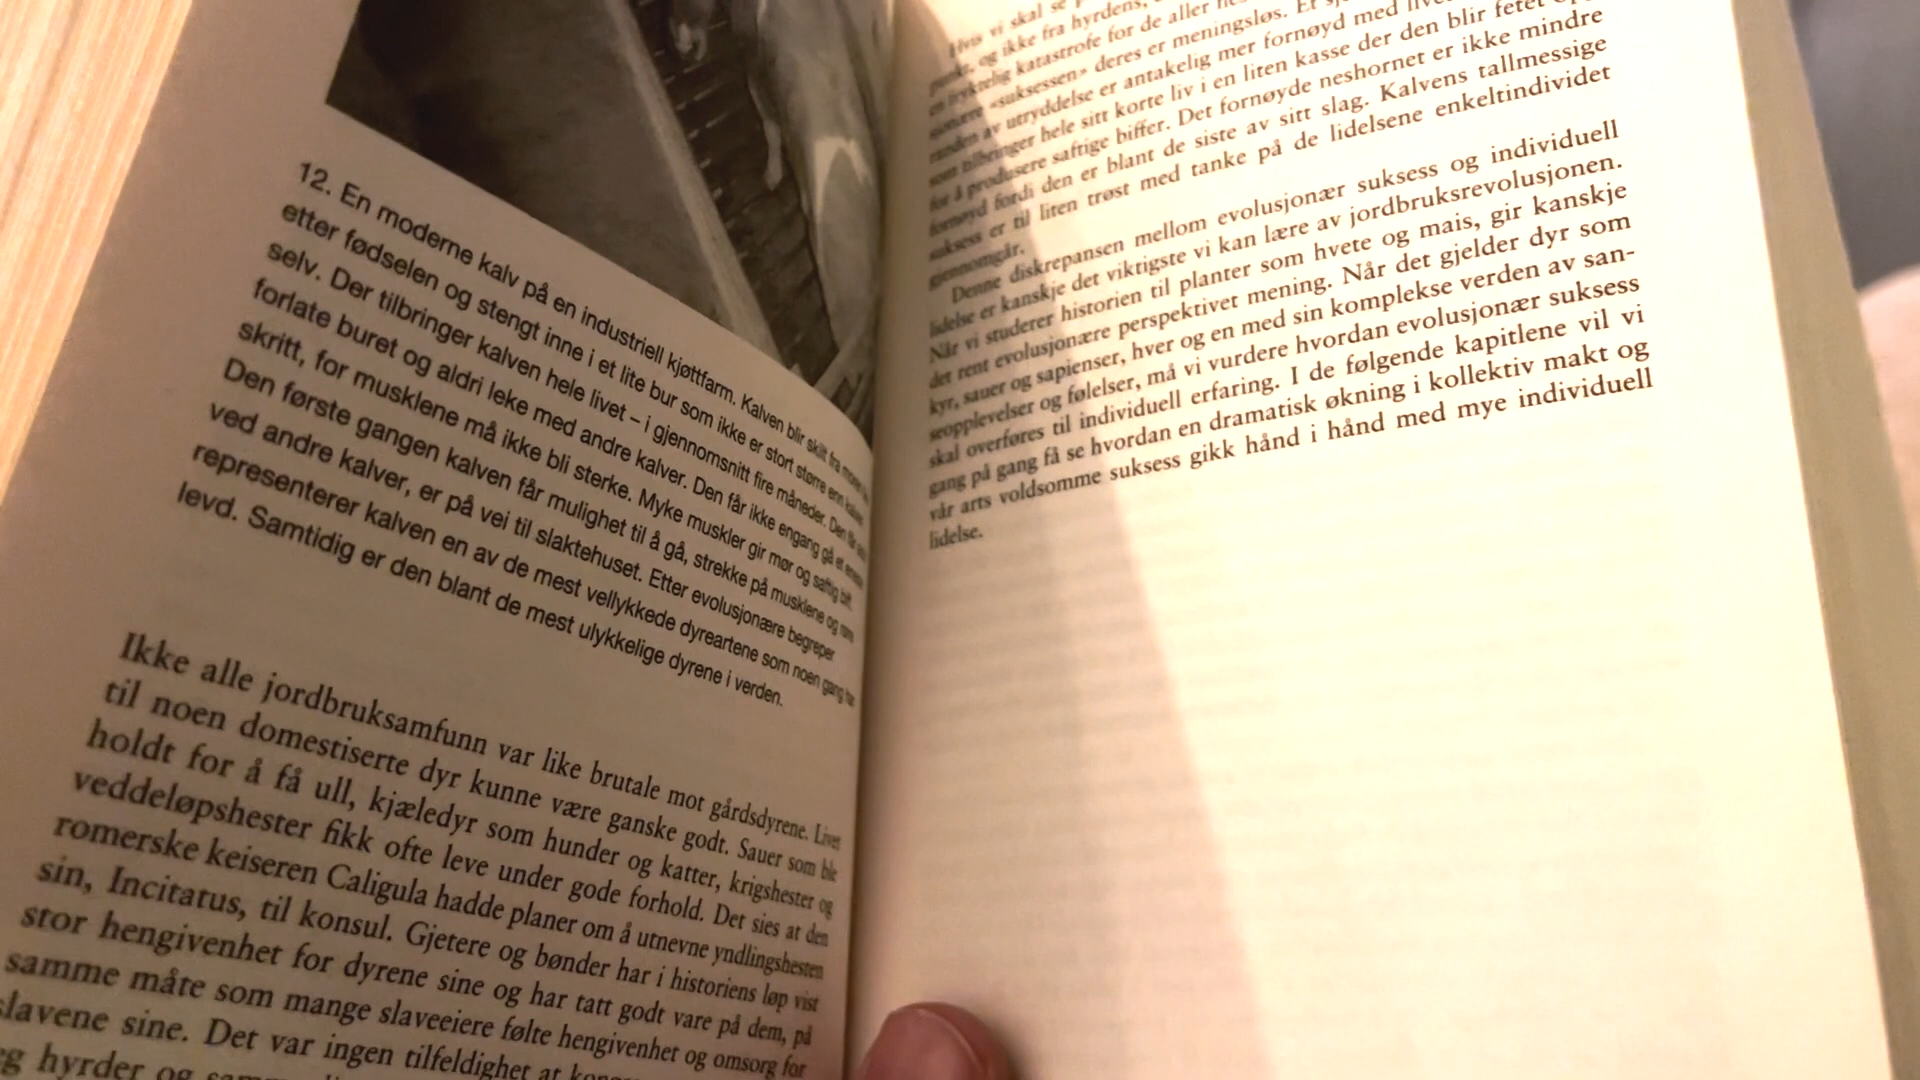 12. En moderne kalv på en industriell kjøttfarm. Kalven blir skilt fra moren
etter fødselen og stengt inne i et lite bur som ikke er stort større enn kalven
selv. Der tilbringer kalven hele livet – i gjennomsnitt fire måneder. Den får
forlate buret og aldri leke med andre kalver. Den får ikke engang gå et eneste
skritt, for musklene må ikke bli sterke. Myke muskler gir mør og saftig biff.
Den første gangen kalven får mulighet til å gå, strekke på musklene og røre
ved andre kalver, er på vei til slaktehuset. Etter evolusjonære begreper
representerer kalven en av de mest vellykkede dyreartene som noen gang har
levd. Samtidig er den blant de mest ulykkelige dyrene i verden.
Ikke alle jordbruksamfunn var like brutale mot gårdsdyrene. Livet
til noen domestiserte dyr kunne være ganske godt. Sauer som ble
holdt for å få ull, kjæledyr som hunder og katter, krigshester og
veddeløpshester fikk ofte leve under gode forhold. Det sies at den
romerske keiseren Caligula hadde planer om å utnevne yndlingshesten
sin, Incitatus, til konsul. Gjetere og bønder har i historiens løp vist
stor hengivenhet for dyrene sine og har tatt godt vare på dem, på
samme måte som mange slaveeiere følte hengivenhet og omsorg for
slavene sine. Det var ingen tilfeldighet at
hyrder og
Hvis vi skal se
og ikke fra hyrdens,
katastrofe for de aller
«suksessen» deres er meningsløs. Et
randen av utryddelse er antakelig mer fornøyd med
som tilbringer hele sitt korte liv i en liten kasse der den blir fetet
for å produsere saftige biffer. Det fornøyde neshornet er ikke mindre
fornøyd fordi den er blant de siste av sitt slag. Kalvens tallmessige
suksess er til liten trøst med tanke på de lidelsene enkeltindividet
gjennomgår.
Denne diskrepansen mellom evolusjonær suksess og individuell
lidelse er kanskje det viktigste vi kan lære av jordbruksrevolusjonen.
Når vi studerer historien til planter som hvete og mais, gir kanskje
det rent evolusjonære perspektivet mening. Når det gjelder dyr som
kyr, sauer og sapienser, hver og en med sin komplekse verden av san-
seopplevelser og følelser, må vi vurdere hvordan evolusjonær suksess
skal overføres til individuell erfaring. I de følgende kapitlene vil vi
gang på gang få se hvordan en dramatisk økning i kollektiv makt og
vår arts voldsomme suksess gikk hånd i hånd med mye individuell
lidelse.